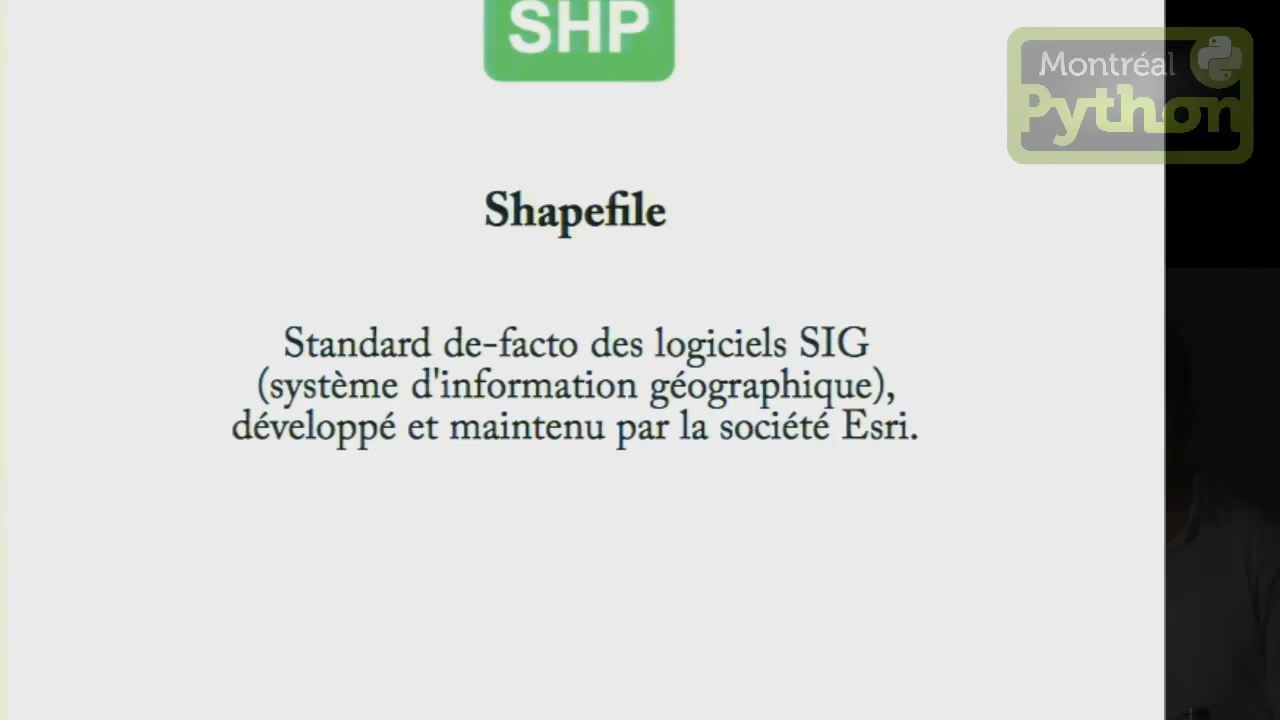 SHP
Montréal
Python
Shapefile
Standard de-facto des logiciels SIG
(système d'information géographique),
développé et maintenu par la société Esri.